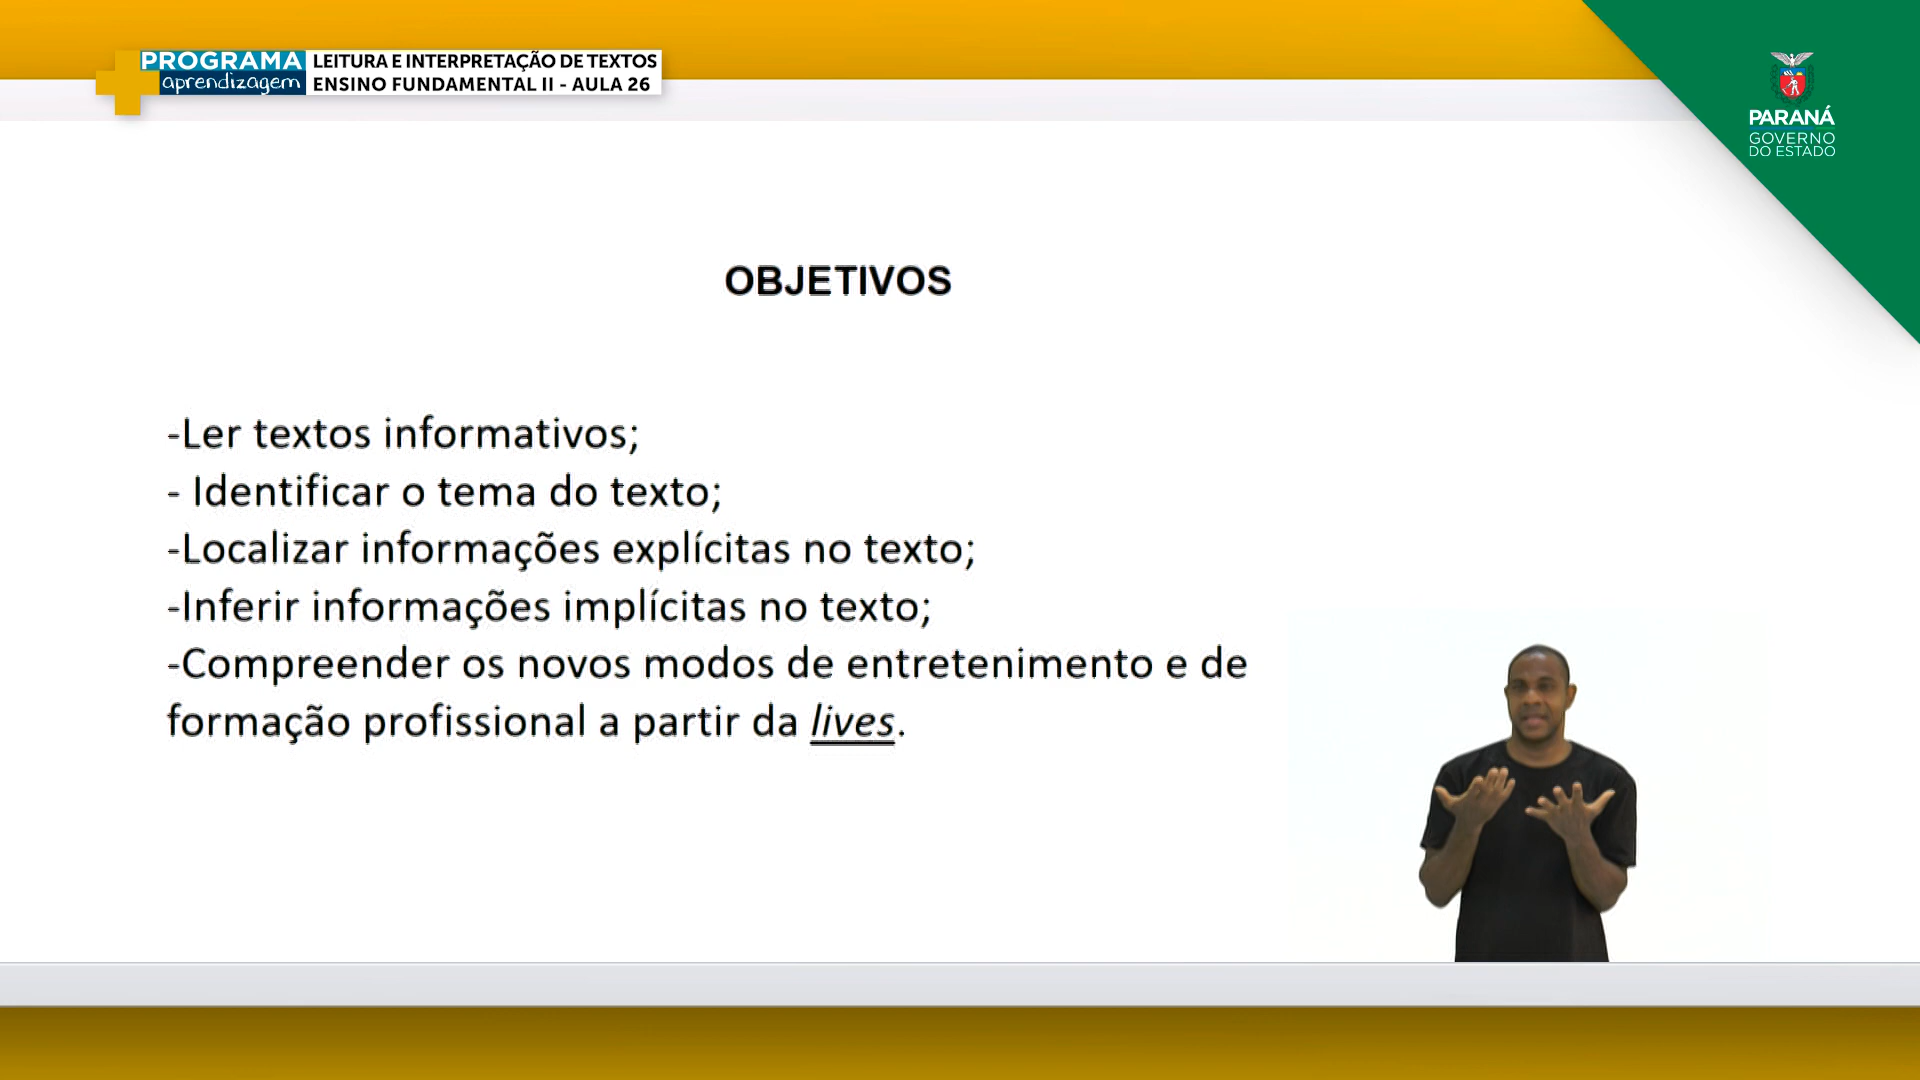 PROGRAMA
aprendizagem
LEITURA E INTERPRETAÇÃO DE TEXTOS
ENSINO FUNDAMENTAL II - AULA 26
PARANÁ
GOVERNO
DO ESTADO
OBJETIVOS
-Ler textos informativos;
- Identificar o tema do texto;
-Localizar informações explícitas no texto;
-Inferir informações implícitas no texto;
-Compreender os novos modos de entretenimento e de
formação profissional a partir da lives.